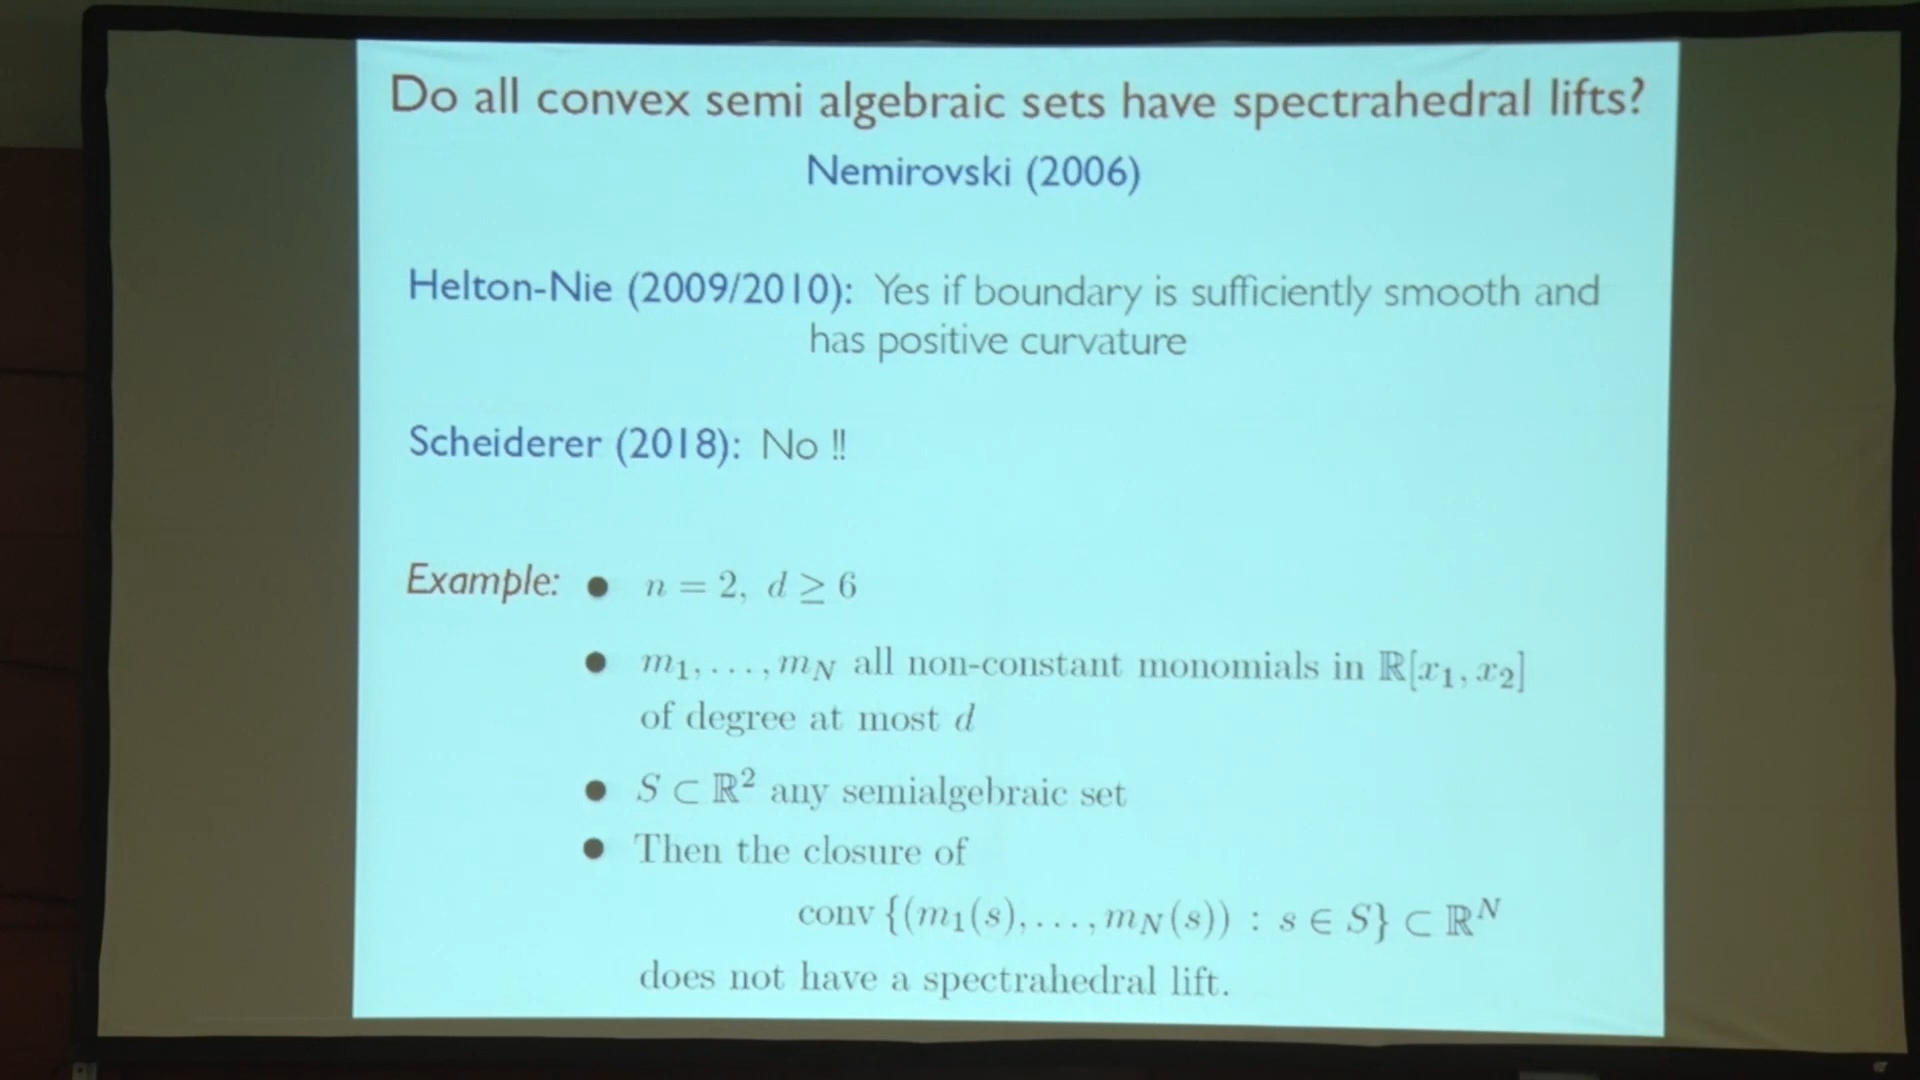 Do all convex semi algebraic sets have spectrahedral lifts?
Nemirovski (2006)
Helton-Nie (2009/2010): Yes if boundary is sufficiently smooth and
has positive curvature
Scheiderer (2018): No !!
Example: • n = 2, d ≥ 6
• m₁, . . . , m_N all non-constant monomials in ℝ[x₁, x₂]
of degree at most d
• S ⊂ ℝ² any semialgebraic set
• Then the closure of
conv {(m₁(s), . . . , m_N(s)) : s ∈ S} ⊂ ℝᴺ
does not have a spectrahedral lift.